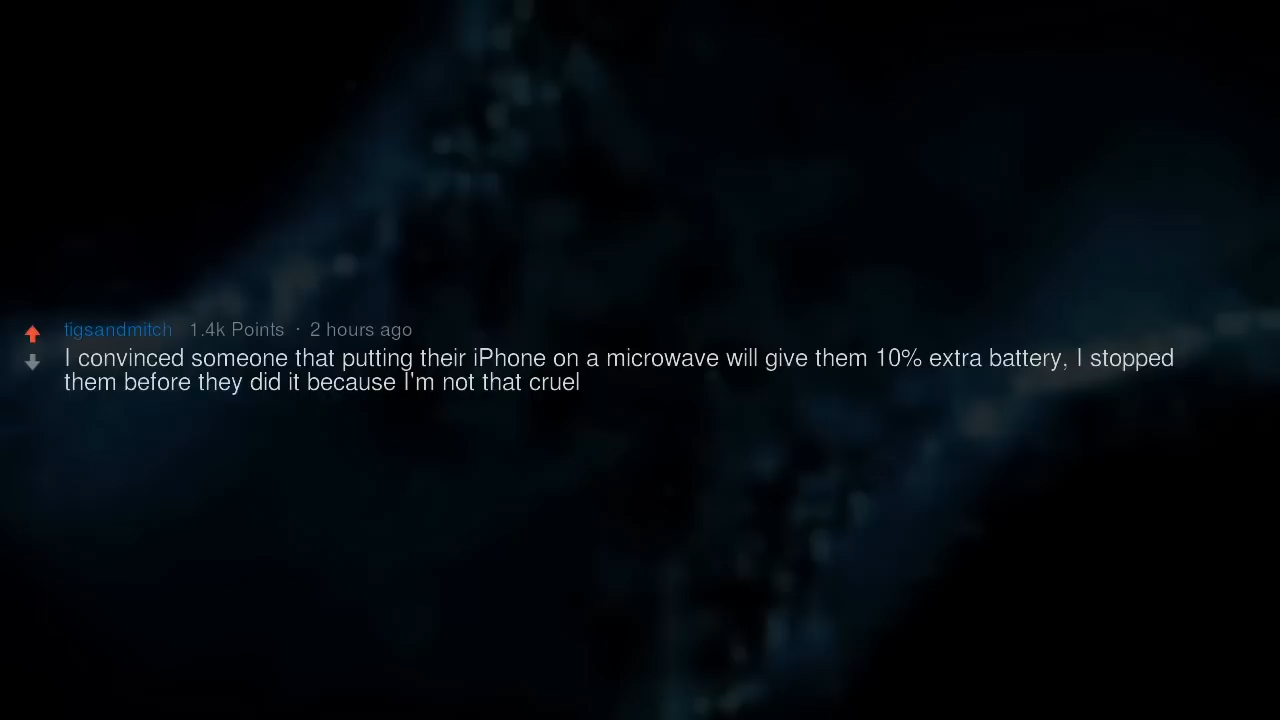 tigsandmitch 1.4k Points · 2 hours ago
I convinced someone that putting their iPhone on a microwave will give them 10% extra battery, I stopped
them before they did it because I'm not that cruel